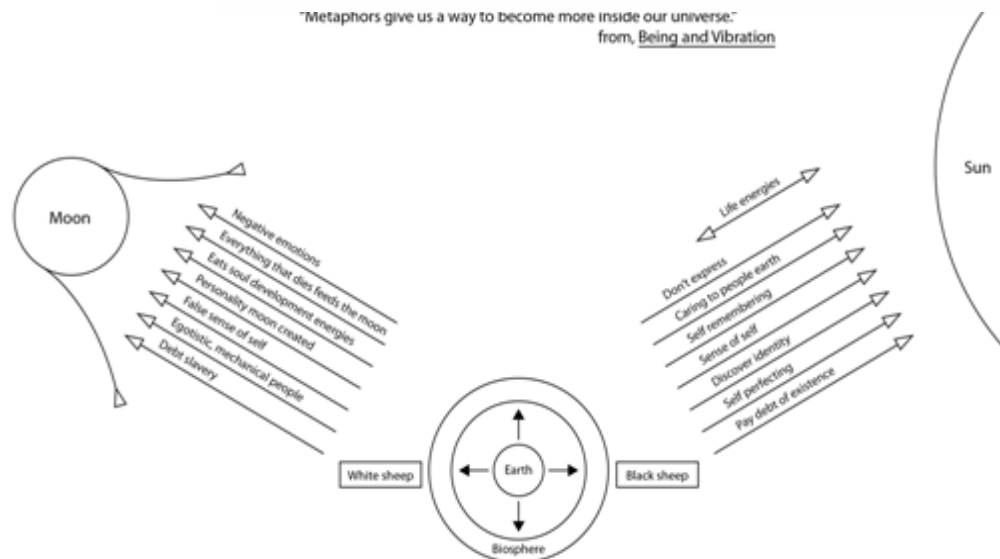 "Metaphors give us a way to become more inside our universe."
from, Being and Vibration
Moon
Sun
Negative emotions
Everything that dies feeds the moon
Eats soul development energies
Personality moon created
False sense of self
Egotistic, mechanical people
Debt slavery
Life energies
Don't express
Caring to people earth
Self remembering
Sense of self
Discover identity
Self perfecting
Pay debt of existence
White sheep
Earth
Black sheep
Biosphere